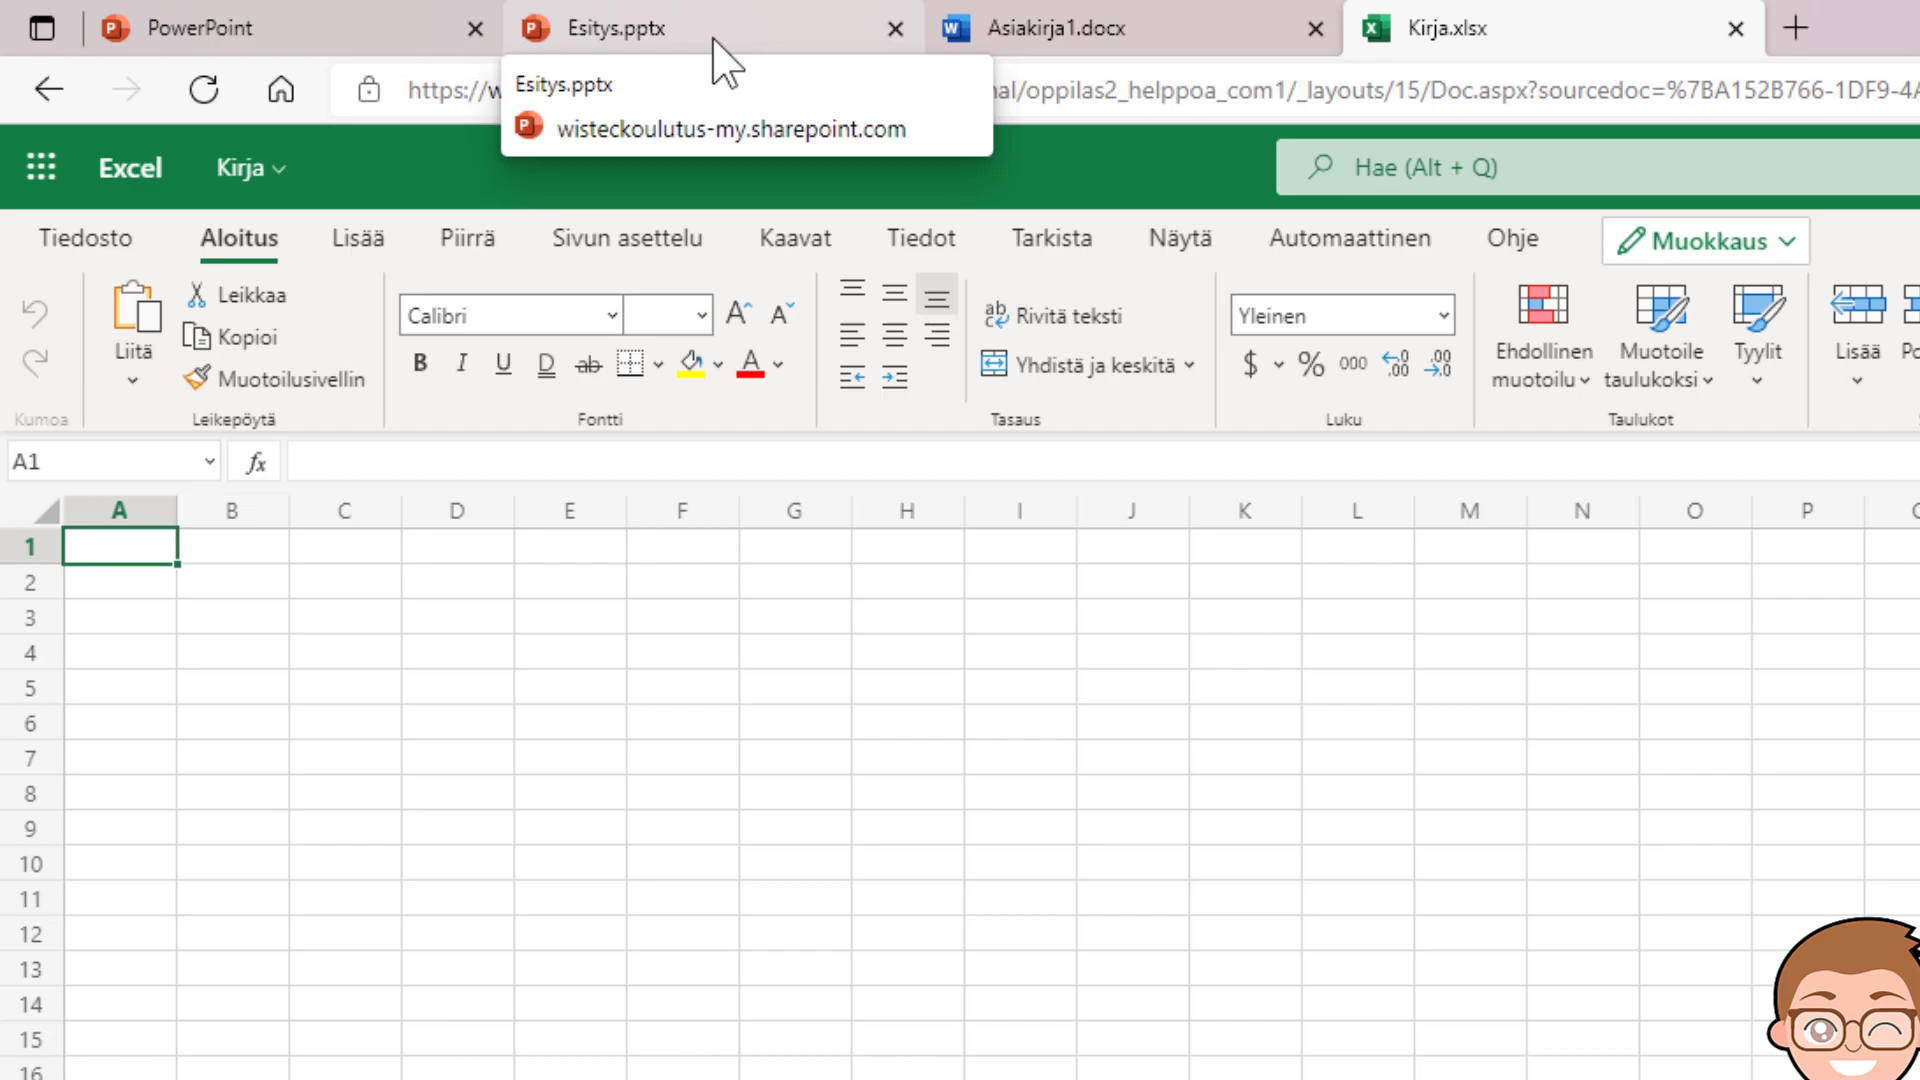 PowerPoint
Esitys.pptx
Asiakirja1.docx
Kirja.xlsx
https://w
al/oppilas2_helppoa_com1/_layouts/15/Doc.aspx?sourcedoc=%7BA152B766-1DF9-4A
Esitys.pptx
wisteckoulutus-my.sharepoint.com
Excel
Kirja
Hae (Alt + Q)
Tiedosto
Aloitus
Lisää
Piirrä
Sivun asettelu
Kaavat
Tiedot
Tarkista
Näytä
Automaattinen
Ohje
Muokkaus
Kumoa
Liitä
Leikkaa
Kopioi
Muotoilusivellin
Leikepöytä
Calibri
B I U D ab
Fontti
Rivitä teksti
Yhdistä ja keskitä
Tasaus
Yleinen
$ % 000
Luku
Ehdollinen
muotoilu
Muotoile
taulukoksi
Tyylit
Taulukot
Lisää
A1
fx
A B C D E F G H I J K L M N O P
1
2
3
4
5
6
7
8
9
10
11
12
13
14
15
16